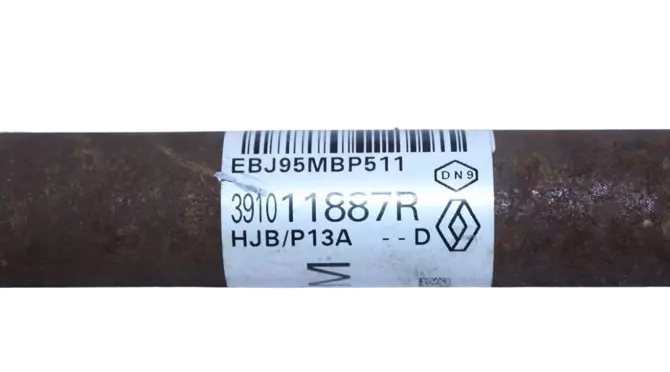 EBJ95MBP511
DN9
391011887R
HJB/P13A --D
M